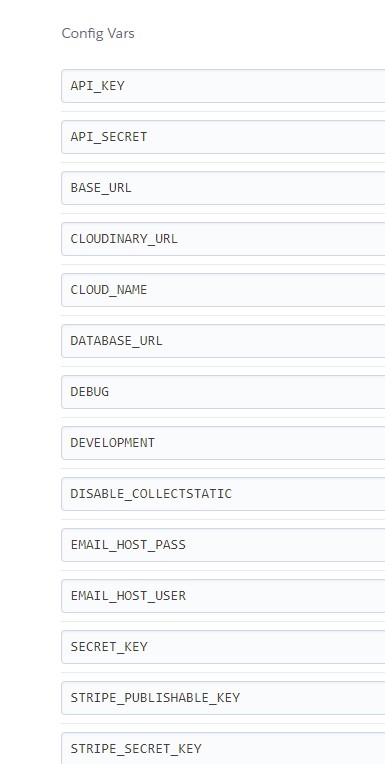 Config Vars
API_KEY
API_SECRET
BASE_URL
CLOUDINARY_URL
CLOUD_NAME
DATABASE_URL
DEBUG
DEVELOPMENT
DISABLE_COLLECTSTATIC
EMAIL_HOST_PASS
EMAIL_HOST_USER
SECRET_KEY
STRIPE_PUBLISHABLE_KEY
STRIPE_SECRET_KEY